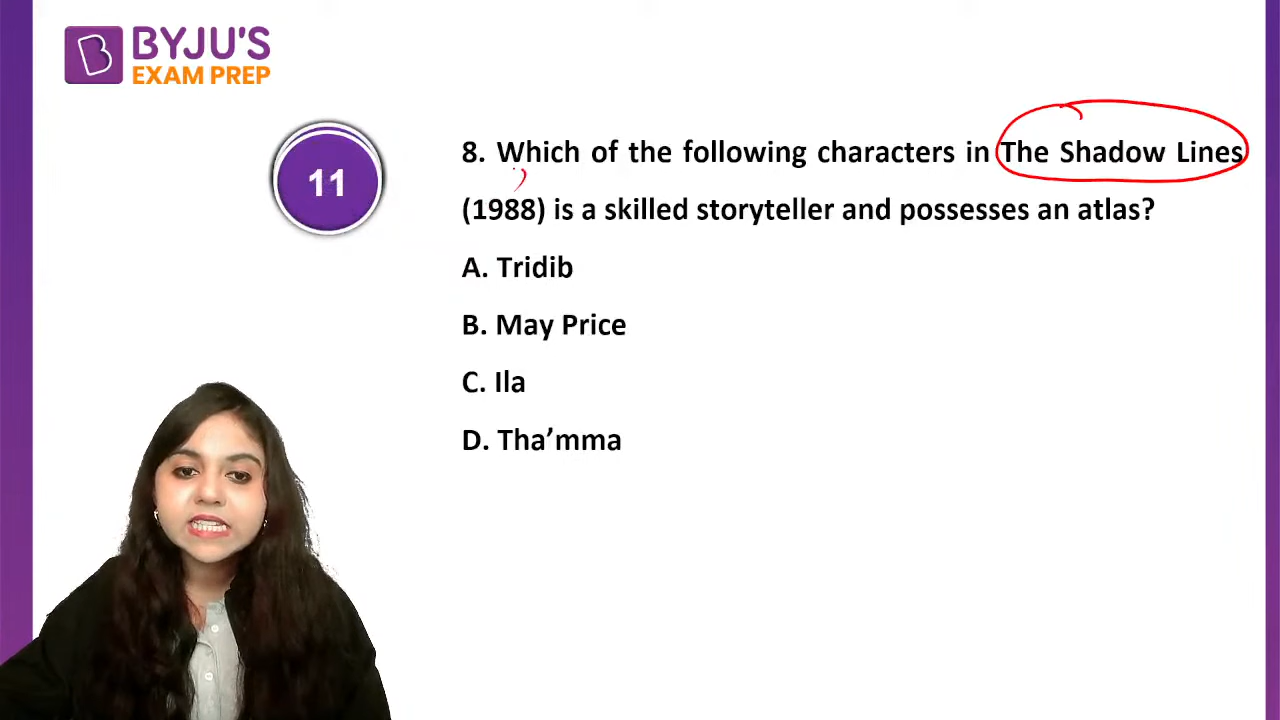 BYJU'S
EXAM PREP
11
8. Which of the following characters in The Shadow Lines
(1988) is a skilled storyteller and possesses an atlas?
A. Tridib
B. May Price
C. Ila
D. Tha’mma